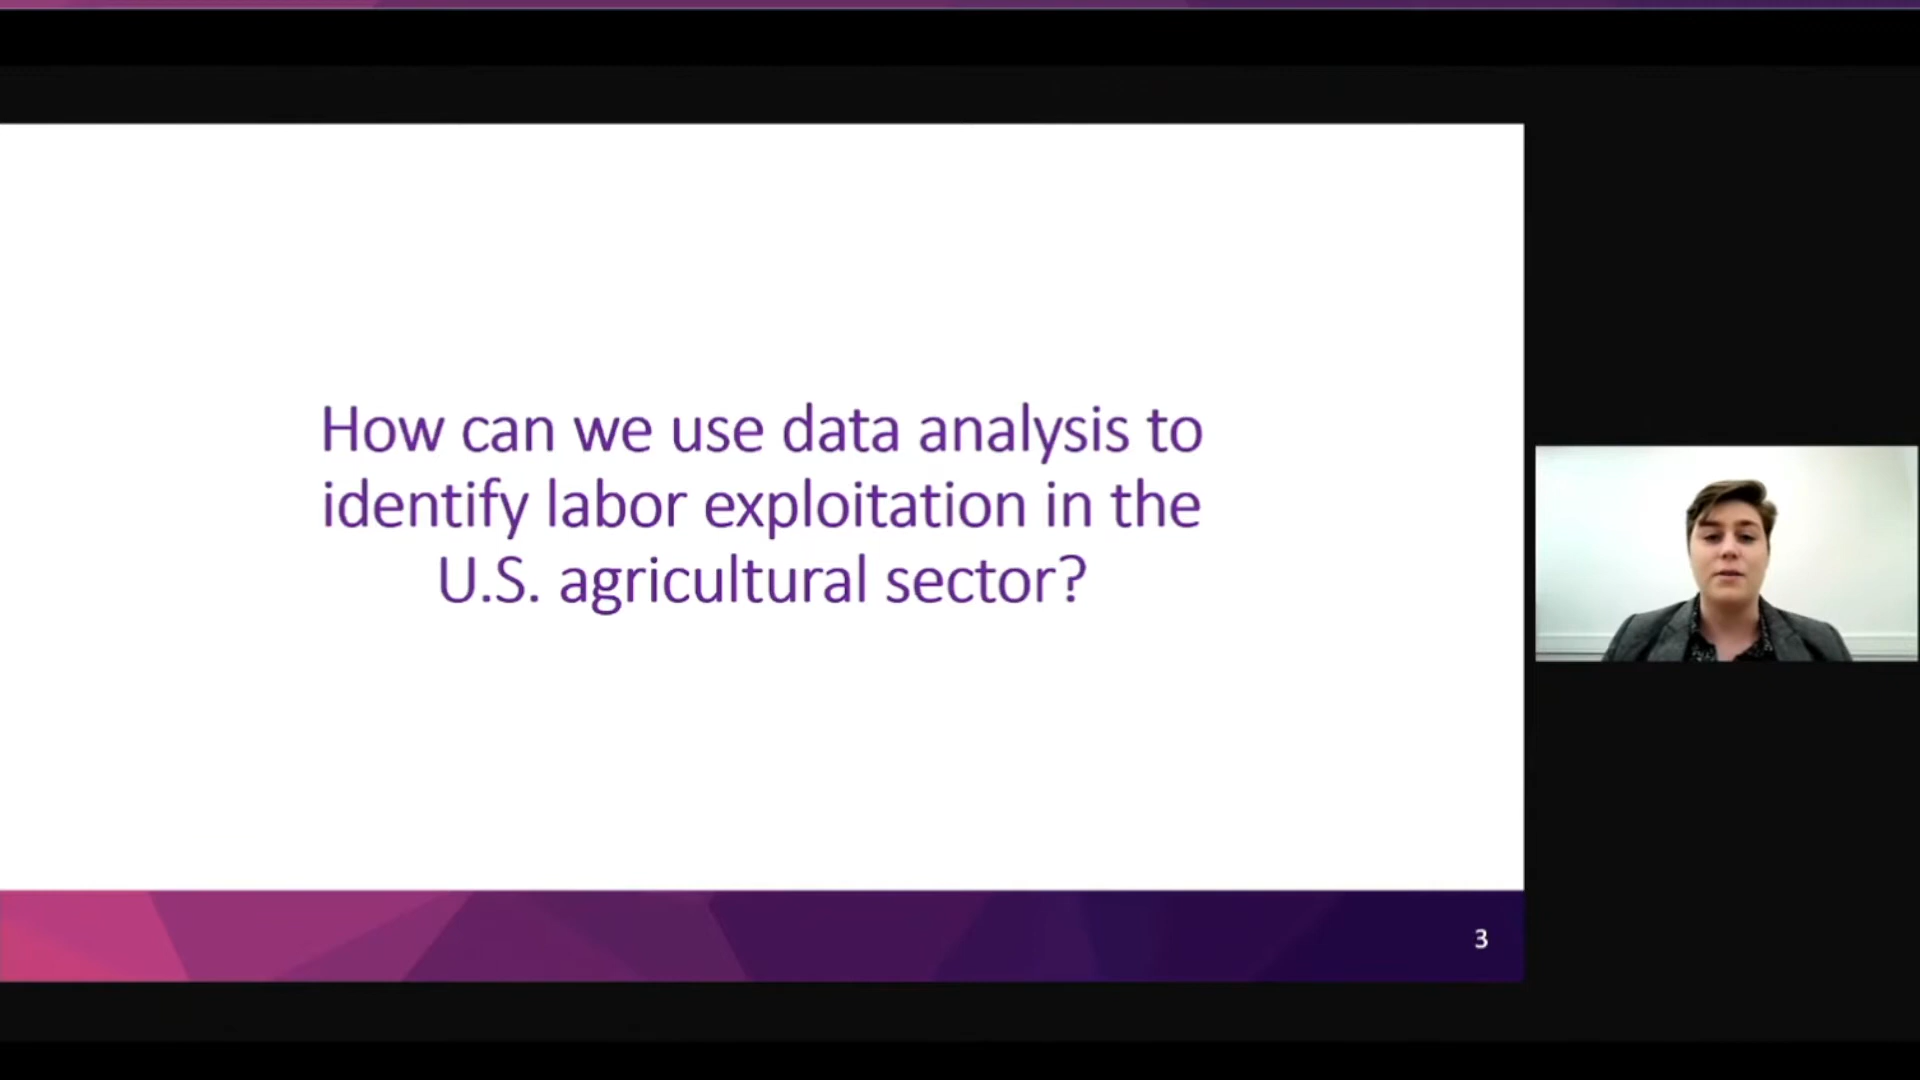 How can we use data analysis to
identify labor exploitation in the
U.S. agricultural sector?
3